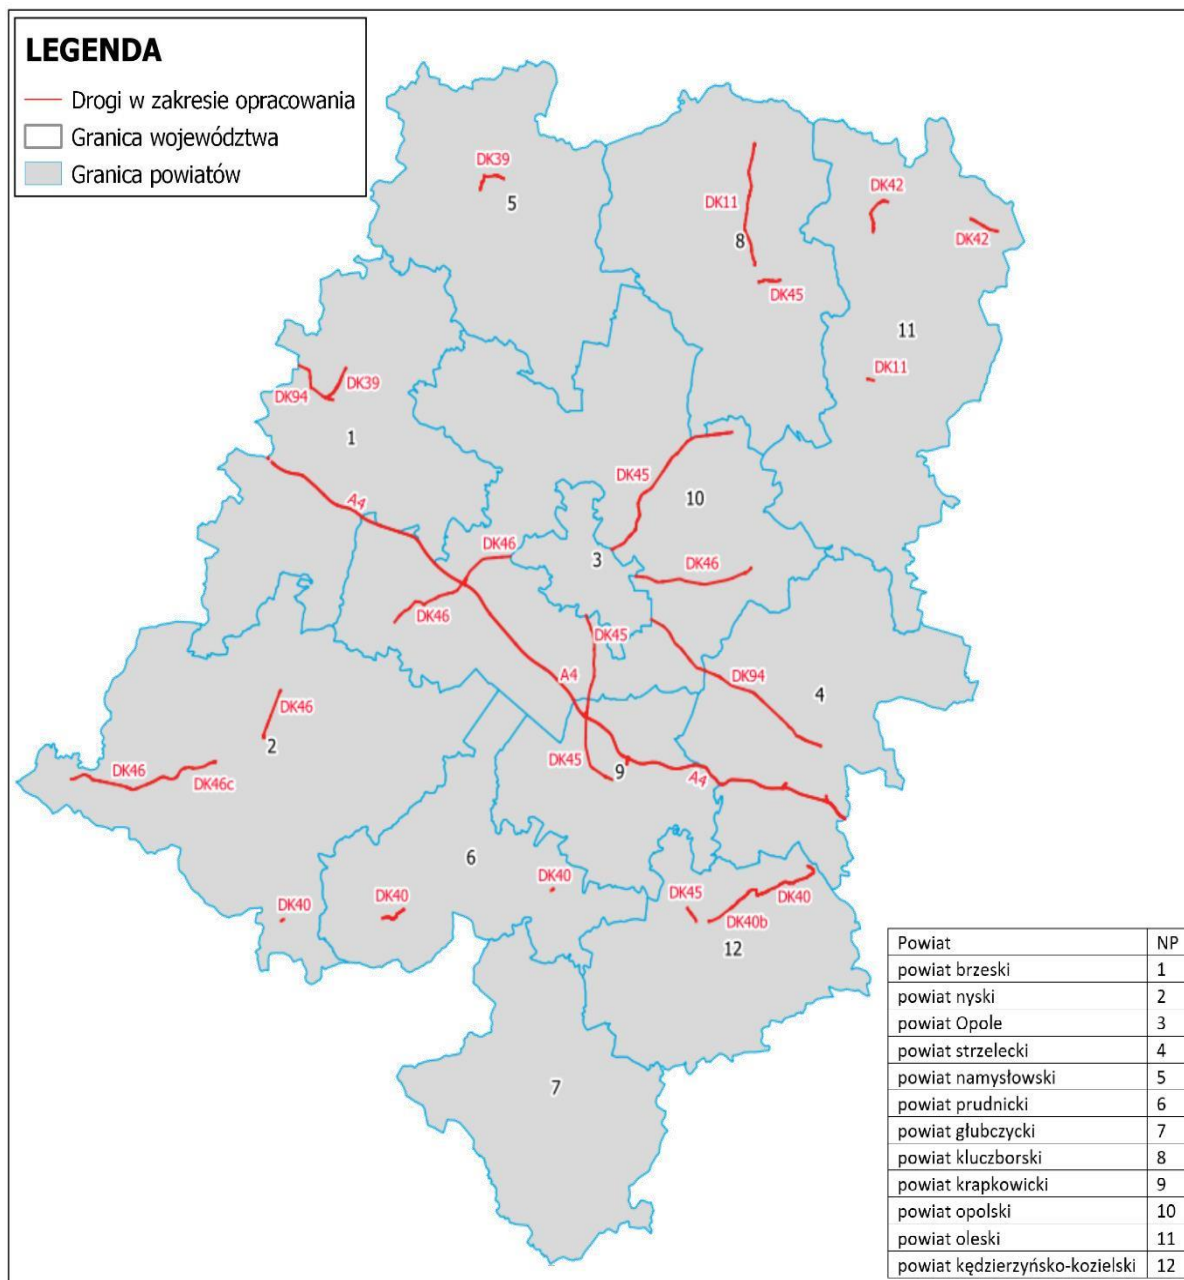 LEGENDA
Drogi w zakresie opracowania
Granica województwa
Granica powiatów
DK39
5
DK11
8
DK45
DK42
DK42
11
DK11
DK94
DK39
1
A4
DK45
10
DK46
3
DK46
DK46
DK45
A4
DK94
4
DK46
2
DK46
DK46c
DK45
9
A4
6
DK40
DK40
DK40
DK45
DK40
DK40b
12
7
Powiat NP
powiat brzeski 1
powiat nyski 2
powiat Opole 3
powiat strzelecki 4
powiat namysłowski 5
powiat prudnicki 6
powiat głubczycki 7
powiat kluczborski 8
powiat krapkowicki 9
powiat opolski 10
powiat oleski 11
powiat kędzierzyńsko-kozielski 12